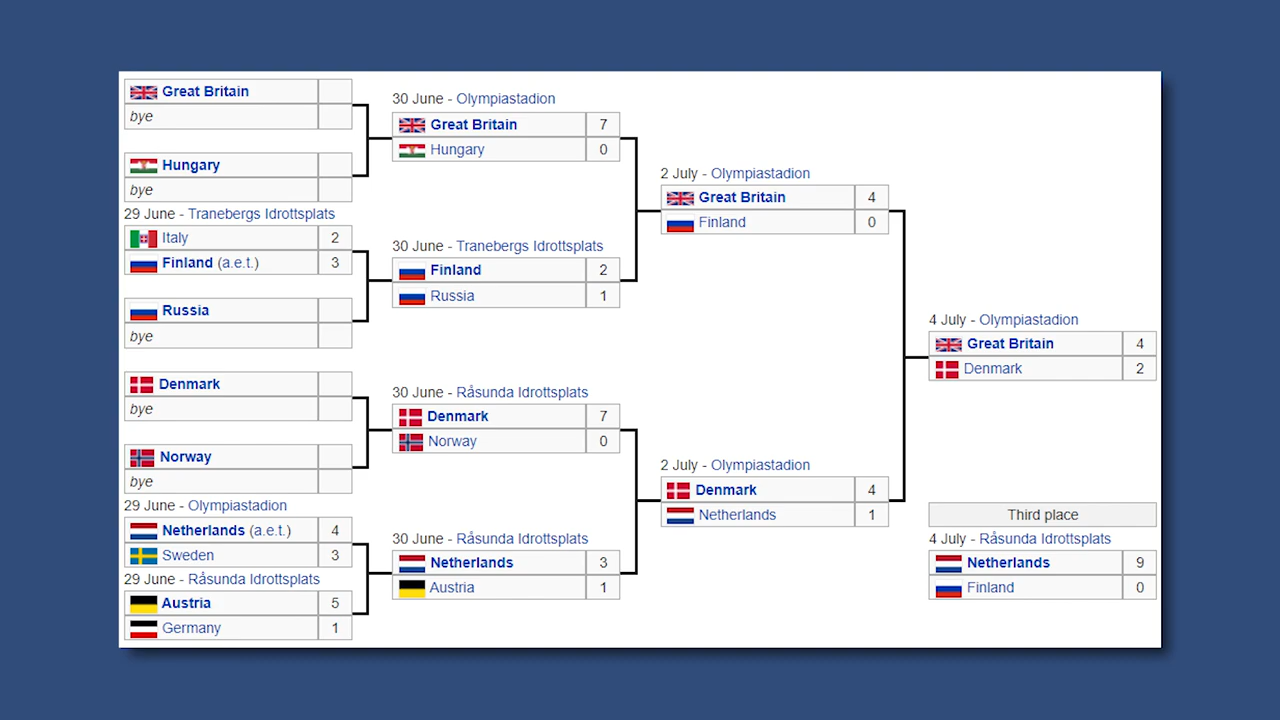 Great Britain
bye
Hungary
bye
29 June - Tranebergs Idrottsplats
Italy 2
Finland (a.e.t.) 3
Russia
bye
Denmark
bye
Norway
bye
29 June - Olympiastadion
Netherlands (a.e.t.) 4
Sweden 3
29 June - Råsunda Idrottsplats
Austria 5
Germany 1
30 June - Olympiastadion
Great Britain 7
Hungary 0
30 June - Tranebergs Idrottsplats
Finland 2
Russia 1
30 June - Råsunda Idrottsplats
Denmark 7
Norway 0
30 June - Råsunda Idrottsplats
Netherlands 3
Austria 1
2 July - Olympiastadion
Great Britain 4
Finland 0
2 July - Olympiastadion
Denmark 4
Netherlands 1
4 July - Olympiastadion
Great Britain 4
Denmark 2
Third place
4 July - Råsunda Idrottsplats
Netherlands 9
Finland 0